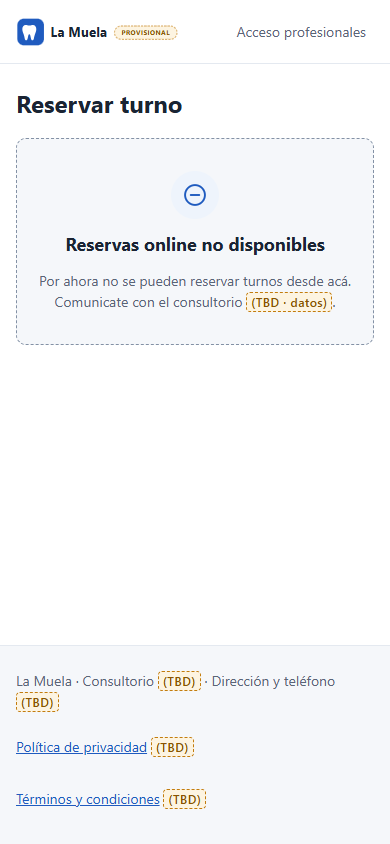 La Muela PROVISIONAL Acceso profesionales
Reservar turno
Reservas online no disponibles
Por ahora no se pueden reservar turnos desde acá.
Comunicate con el consultorio (TBD · datos).
La Muela · Consultorio (TBD) · Dirección y teléfono
(TBD)
Política de privacidad (TBD)
Términos y condiciones (TBD)